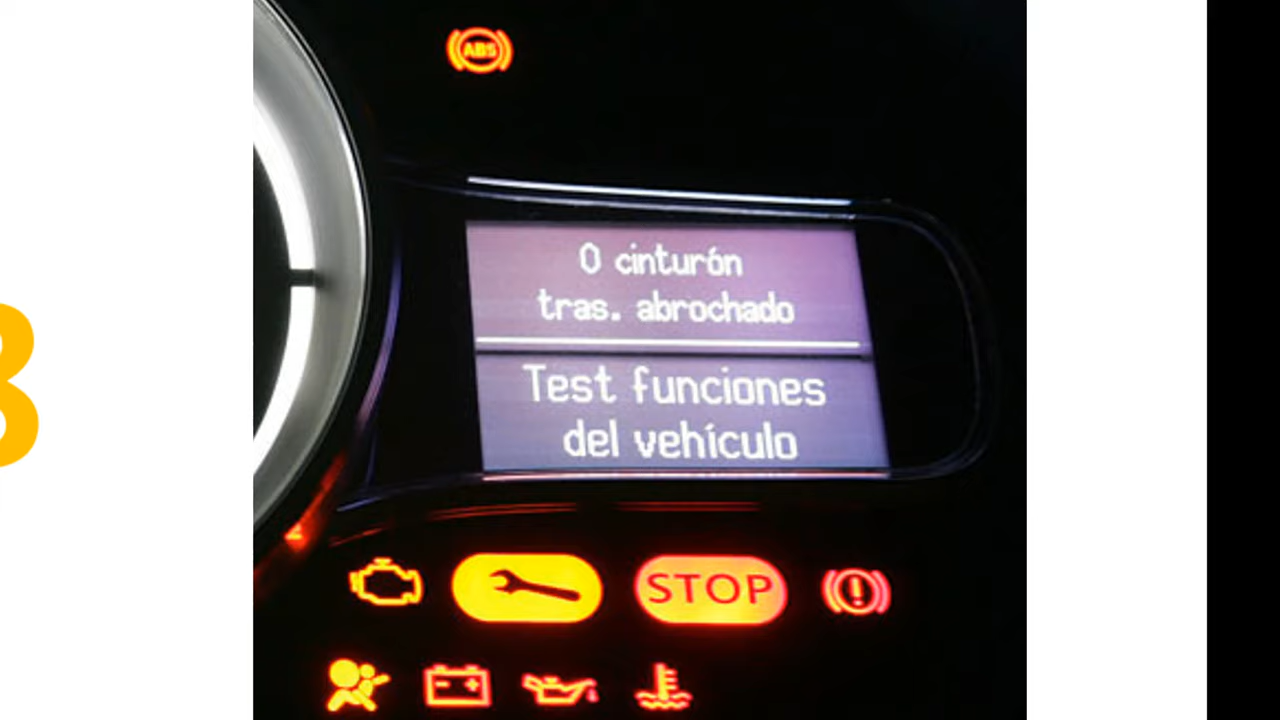 ABS
0 cinturón
tras. abrochado
Test funciones
del vehículo
STOP